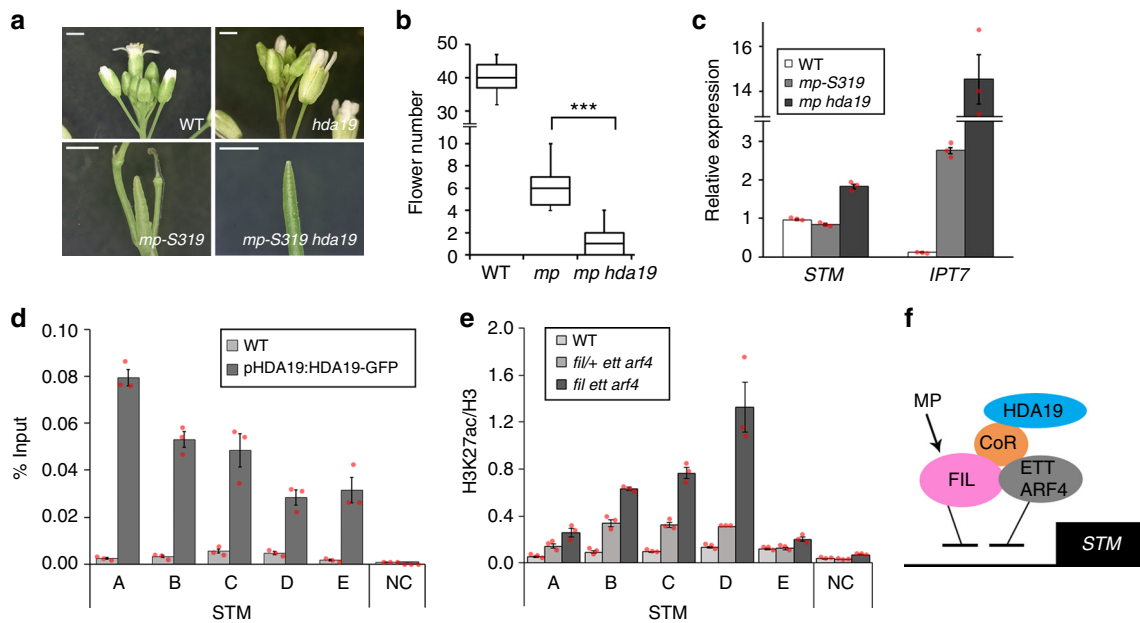 a
WT
hda19
mp-S319
mp-S319 hda19
b
Flower number
50
40
30
10
8
6
4
2
0
***
WT
mp
mp hda19
c
Relative expression
16
14
3
2
1
0
WT
mp-S319
mp hda19
STM
IPT7
d
% Input
0.10
0.08
0.06
0.04
0.02
0.00
WT
pHDA19:HDA19-GFP
A
B
C
D
E
NC
STM
e
H3K27ac/H3
2.0
1.6
1.2
0.8
0.4
0.0
WT
fil/+ ett arf4
fil ett arf4
A
B
C
D
E
NC
STM
f
MP
HDA19
CoR
FIL
ETT
ARF4
STM